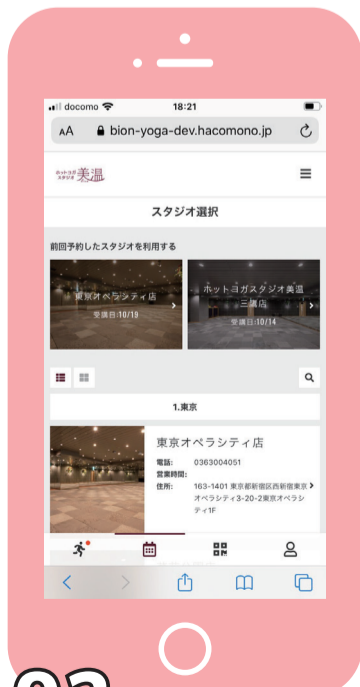 docomo 18:21
AA bion-yoga-dev.hacomono.jp
ホットヨガ
スタジオ 美温
スタジオ選択
前回予約したスタジオを利用する
東京オペラシティ店
受講日:10/19
ホットヨガスタジオ美温
三鷹店
受講日:10/14
1.東京
東京オペラシティ店
電話: 0363004051
営業時間:
住所: 163-1401 東京都新宿区西新宿東京
オペラシティ3-20-2東京オペラシ
ティ1F